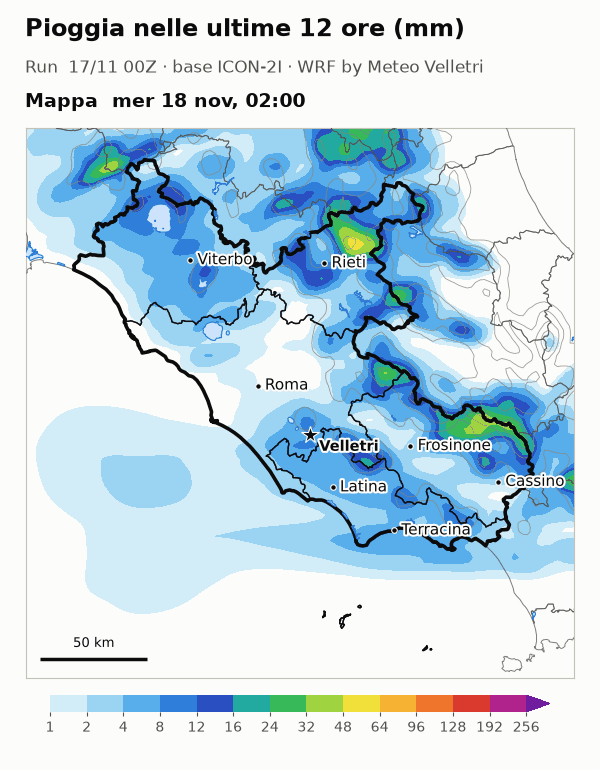 Pioggia nelle ultime 12 ore (mm)
Run  17/11 00Z · base ICON-2I · WRF by Meteo Velletri
Mappa  mer 18 nov, 02:00
Viterbo
Rieti
Roma
Velletri
Frosinone
Cassino
Latina
Terracina
50 km
1 2 4 8 12 16 24 32 48 64 96 128 192 256